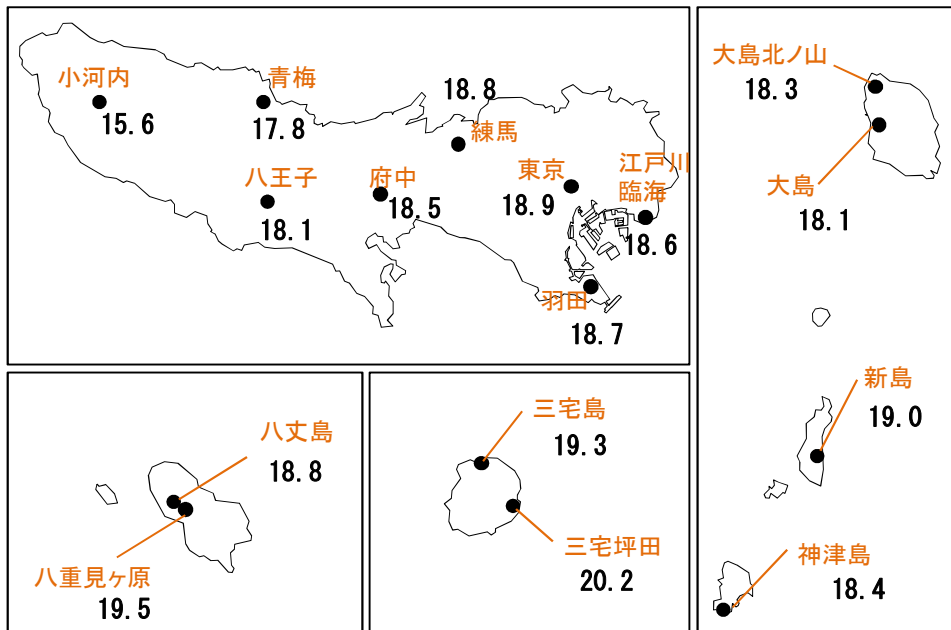 小河内
15.6
青梅
17.8
18.8
練馬
八王子
18.1
府中
18.5
東京
18.9
江戸川
臨海
18.6
羽田
18.7
大島北ノ山
18.3
大島
18.1
新島
19.0
神津島
18.4
八丈島
18.8
八重見ヶ原
19.5
三宅島
19.3
三宅坪田
20.2